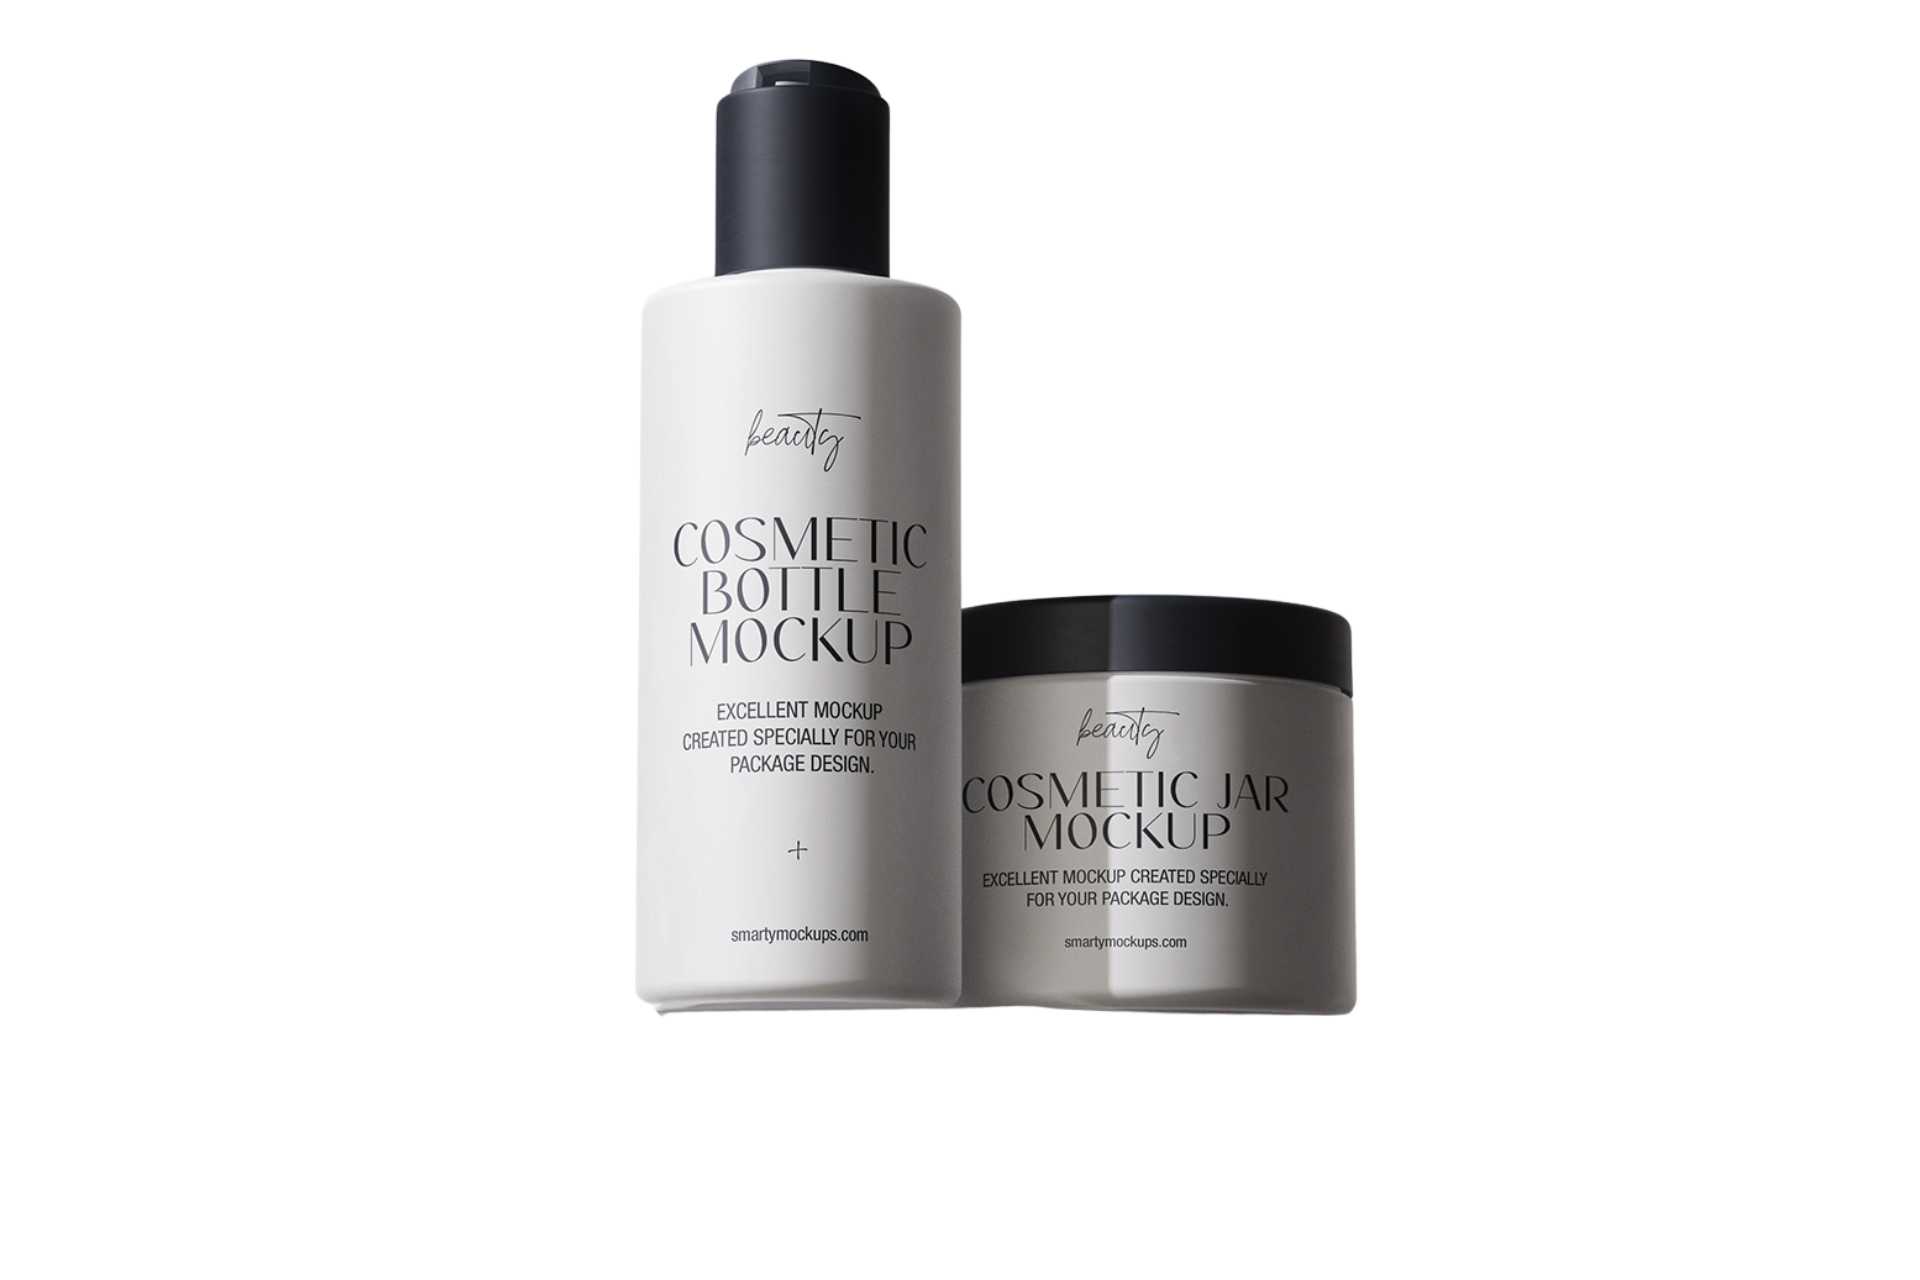 beauty
COSMETIC
BOTTLE
MOCKUP
EXCELLENT MOCKUP
CREATED SPECIALLY FOR YOUR
PACKAGE DESIGN.
+
smartymockups.com
beauty
COSMETIC JAR
MOCKUP
EXCELLENT MOCKUP CREATED SPECIALLY
FOR YOUR PACKAGE DESIGN.
smartymockups.com